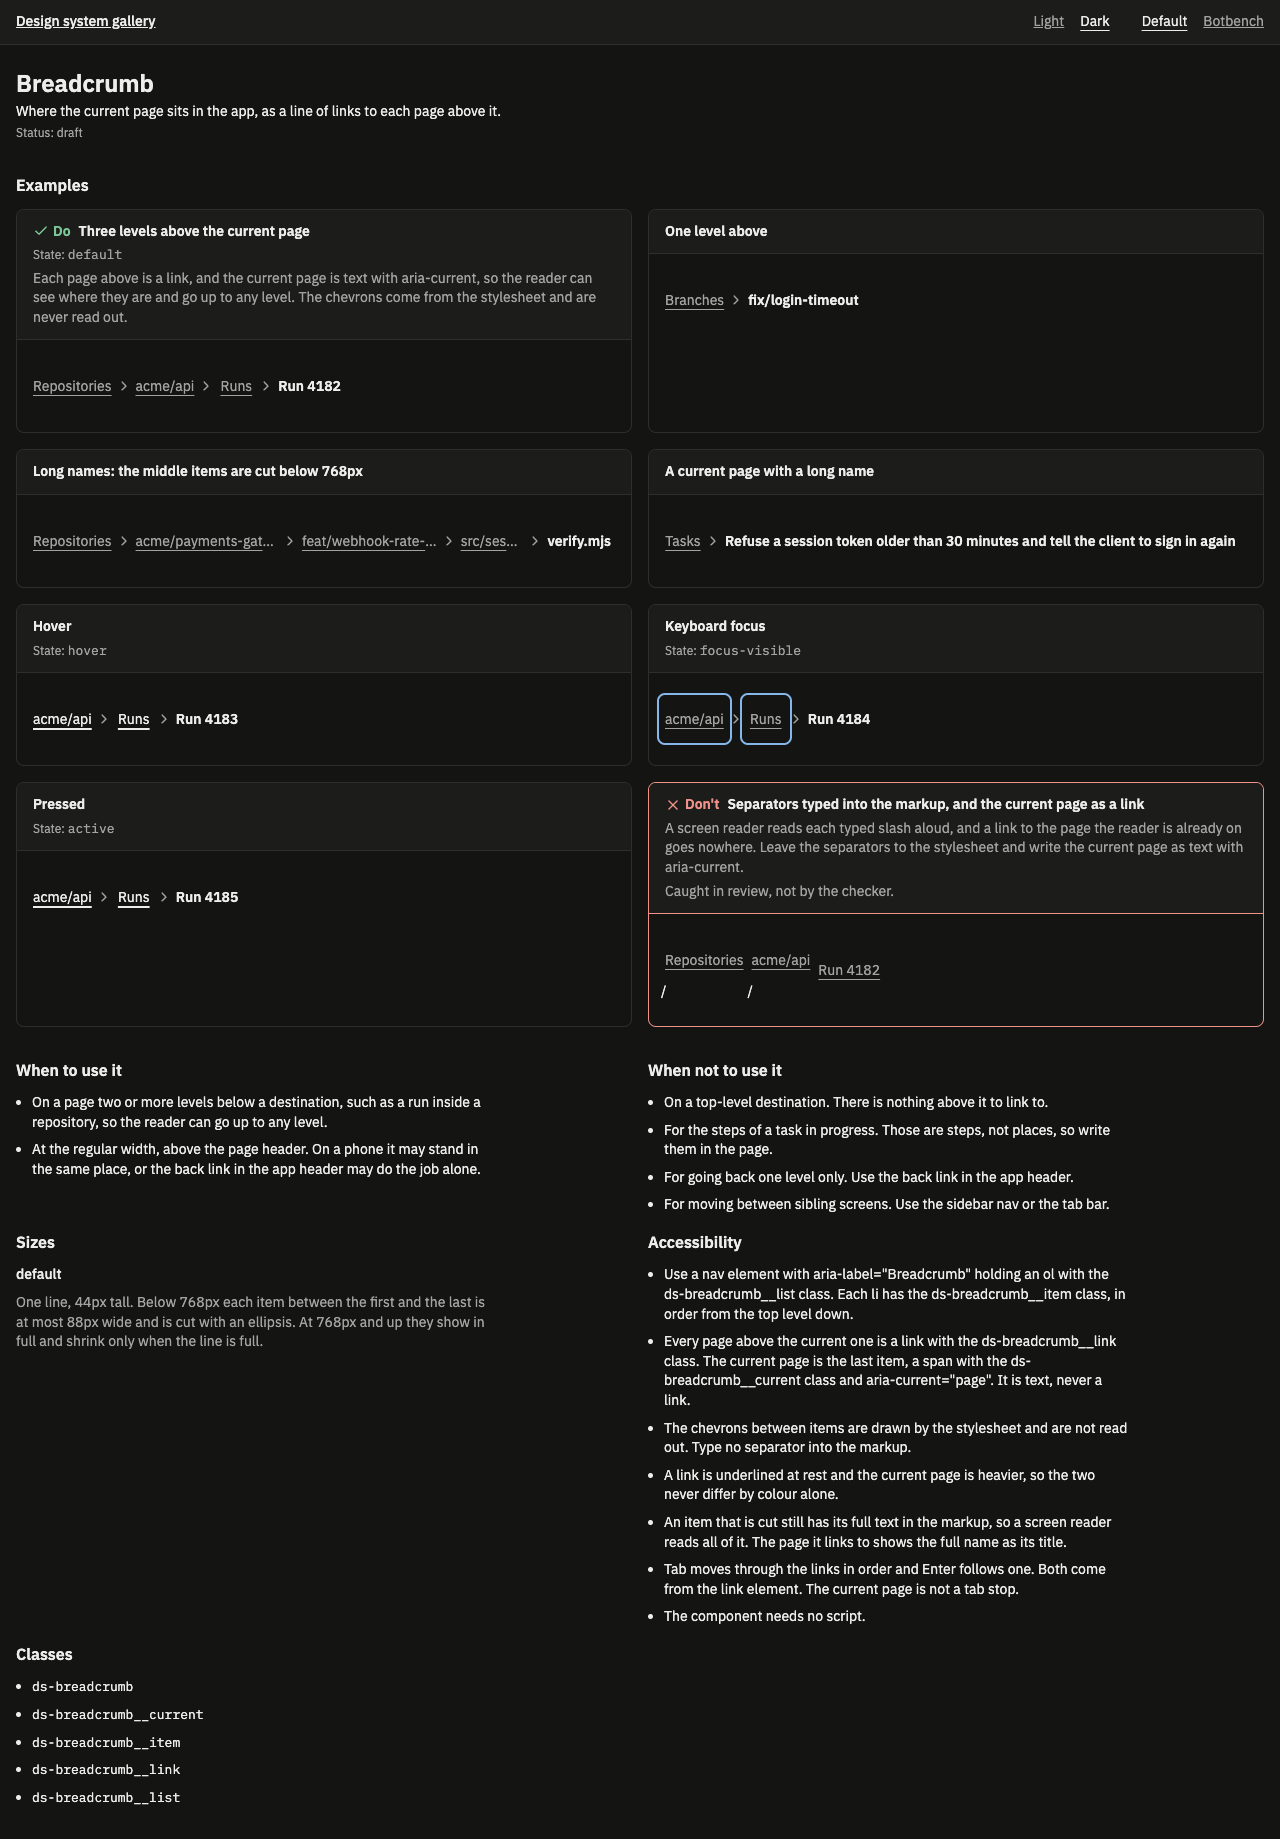 Design system gallery
Light Dark Default Botbench
Breadcrumb
Where the current page sits in the app, as a line of links to each page above it.
Status: draft
Examples
Do Three levels above the current page
State: default
Each page above is a link, and the current page is text with aria-current, so the reader can
see where they are and go up to any level. The chevrons come from the stylesheet and are
never read out.
Repositories acme/api Runs Run 4182
One level above
Branches fix/login-timeout
Long names: the middle items are cut below 768px
Repositories acme/payments-gat... feat/webhook-rate-... src/ses... verify.mjs
A current page with a long name
Tasks Refuse a session token older than 30 minutes and tell the client to sign in again
Hover
State: hover
acme/api Runs Run 4183
Keyboard focus
State: focus-visible
acme/api Runs Run 4184
Pressed
State: active
acme/api Runs Run 4185
Don't Separators typed into the markup, and the current page as a link
A screen reader reads each typed slash aloud, and a link to the page the reader is already on
goes nowhere. Leave the separators to the stylesheet and write the current page as text with
aria-current.
Caught in review, not by the checker.
Repositories acme/api Run 4182
/ /
When to use it
• On a page two or more levels below a destination, such as a run inside a
repository, so the reader can go up to any level.
• At the regular width, above the page header. On a phone it may stand in
the same place, or the back link in the app header may do the job alone.
When not to use it
• On a top-level destination. There is nothing above it to link to.
• For the steps of a task in progress. Those are steps, not places, so write
them in the page.
• For going back one level only. Use the back link in the app header.
• For moving between sibling screens. Use the sidebar nav or the tab bar.
Sizes
default
One line, 44px tall. Below 768px each item between the first and the last is
at most 88px wide and is cut with an ellipsis. At 768px and up they show in
full and shrink only when the line is full.
Accessibility
• Use a nav element with aria-label="Breadcrumb" holding an ol with the
ds-breadcrumb__list class. Each li has the ds-breadcrumb__item class, in
order from the top level down.
• Every page above the current one is a link with the ds-breadcrumb__link
class. The current page is the last item, a span with the ds-
breadcrumb__current class and aria-current="page". It is text, never a
link.
• The chevrons between items are drawn by the stylesheet and are not read
out. Type no separator into the markup.
• A link is underlined at rest and the current page is heavier, so the two
never differ by colour alone.
• An item that is cut still has its full text in the markup, so a screen reader
reads all of it. The page it links to shows the full name as its title.
• Tab moves through the links in order and Enter follows one. Both come
from the link element. The current page is not a tab stop.
• The component needs no script.
Classes
• ds-breadcrumb
• ds-breadcrumb__current
• ds-breadcrumb__item
• ds-breadcrumb__link
• ds-breadcrumb__list